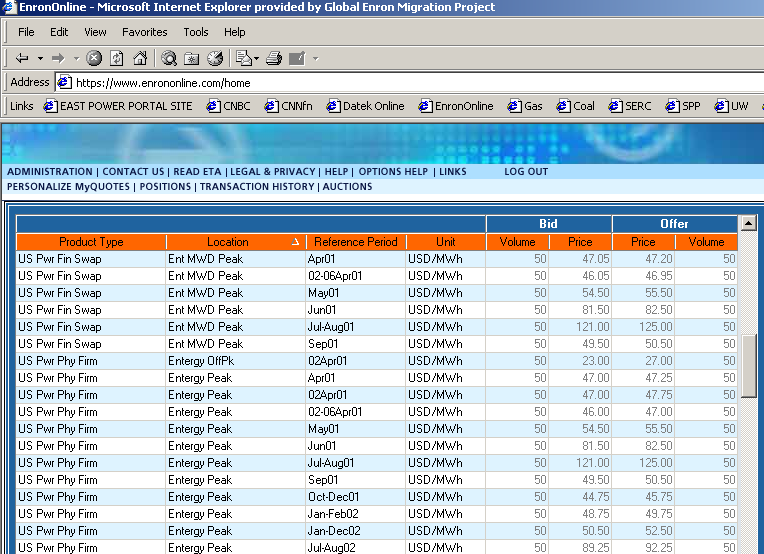 EnronOnline - Microsoft Internet Explorer provided by Global Enron Migration Project
File Edit View Favorites Tools Help
Address https://www.enrononline.com/home
Links EAST POWER PORTAL SITE CNBC CNNfn Datek Online EnronOnline Gas Coal SERC SPP UW
ADMINISTRATION | CONTACT US | READ ETA | LEGAL & PRIVACY | HELP | OPTIONS HELP | LINKS LOG OUT
PERSONALIZE MyQUOTES | POSITIONS | TRANSACTION HISTORY | AUCTIONS
Bid Offer
Product Type Location Reference Period Unit Volume Price Price Volume
US Pwr Fin Swap Ent MWD Peak Apr01 USD/MWh 50 47.05 47.20 50
US Pwr Fin Swap Ent MWD Peak 02-06Apr01 USD/MWh 50 46.05 46.95 50
US Pwr Fin Swap Ent MWD Peak May01 USD/MWh 50 54.50 55.50 50
US Pwr Fin Swap Ent MWD Peak Jun01 USD/MWh 50 81.50 82.50 50
US Pwr Fin Swap Ent MWD Peak Jul-Aug01 USD/MWh 50 121.00 125.00 50
US Pwr Fin Swap Ent MWD Peak Sep01 USD/MWh 50 49.50 50.50 50
US Pwr Phy Firm Entergy OffPk 02Apr01 USD/MWh 50 23.00 27.00 50
US Pwr Phy Firm Entergy Peak Apr01 USD/MWh 50 47.00 47.25 50
US Pwr Phy Firm Entergy Peak 02Apr01 USD/MWh 50 47.00 47.75 50
US Pwr Phy Firm Entergy Peak 02-06Apr01 USD/MWh 50 46.00 47.00 50
US Pwr Phy Firm Entergy Peak May01 USD/MWh 50 54.50 55.50 50
US Pwr Phy Firm Entergy Peak Jun01 USD/MWh 50 81.50 82.50 50
US Pwr Phy Firm Entergy Peak Jul-Aug01 USD/MWh 50 121.00 125.00 50
US Pwr Phy Firm Entergy Peak Sep01 USD/MWh 50 49.50 50.50 50
US Pwr Phy Firm Entergy Peak Oct-Dec01 USD/MWh 50 44.75 45.75 50
US Pwr Phy Firm Entergy Peak Jan-Feb02 USD/MWh 50 48.75 49.75 50
US Pwr Phy Firm Entergy Peak Jan-Dec02 USD/MWh 50 50.50 52.50 50
US Pwr Phy Firm Entergy Peak Jul-Aug02 USD/MWh 50 89.25 92.25 50